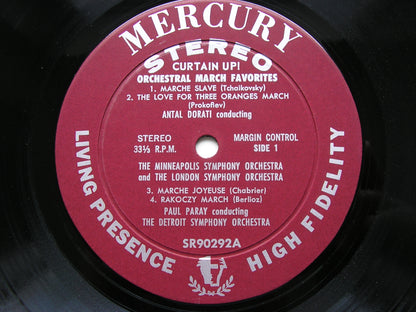 MERCURY
STEREO
CURTAIN UP!
ORCHESTRAL MARCH FAVORITES
1. MARCHE SLAVE (Tchaikovsky)
2. THE LOVE FOR THREE ORANGES MARCH
(Prokofiev)
ANTAL DORATI conducting
STEREO
33⅓ R.P.M.
MARGIN CONTROL
SIDE 1
THE MINNEAPOLIS SYMPHONY ORCHESTRA
and THE LONDON SYMPHONY ORCHESTRA
3. MARCHE JOYEUSE (Chabrier)
4. RAKOCZY MARCH (Berlioz)
PAUL PARAY conducting
THE DETROIT SYMPHONY ORCHESTRA
SR90292A
LIVING PRESENCE
HIGH FIDELITY